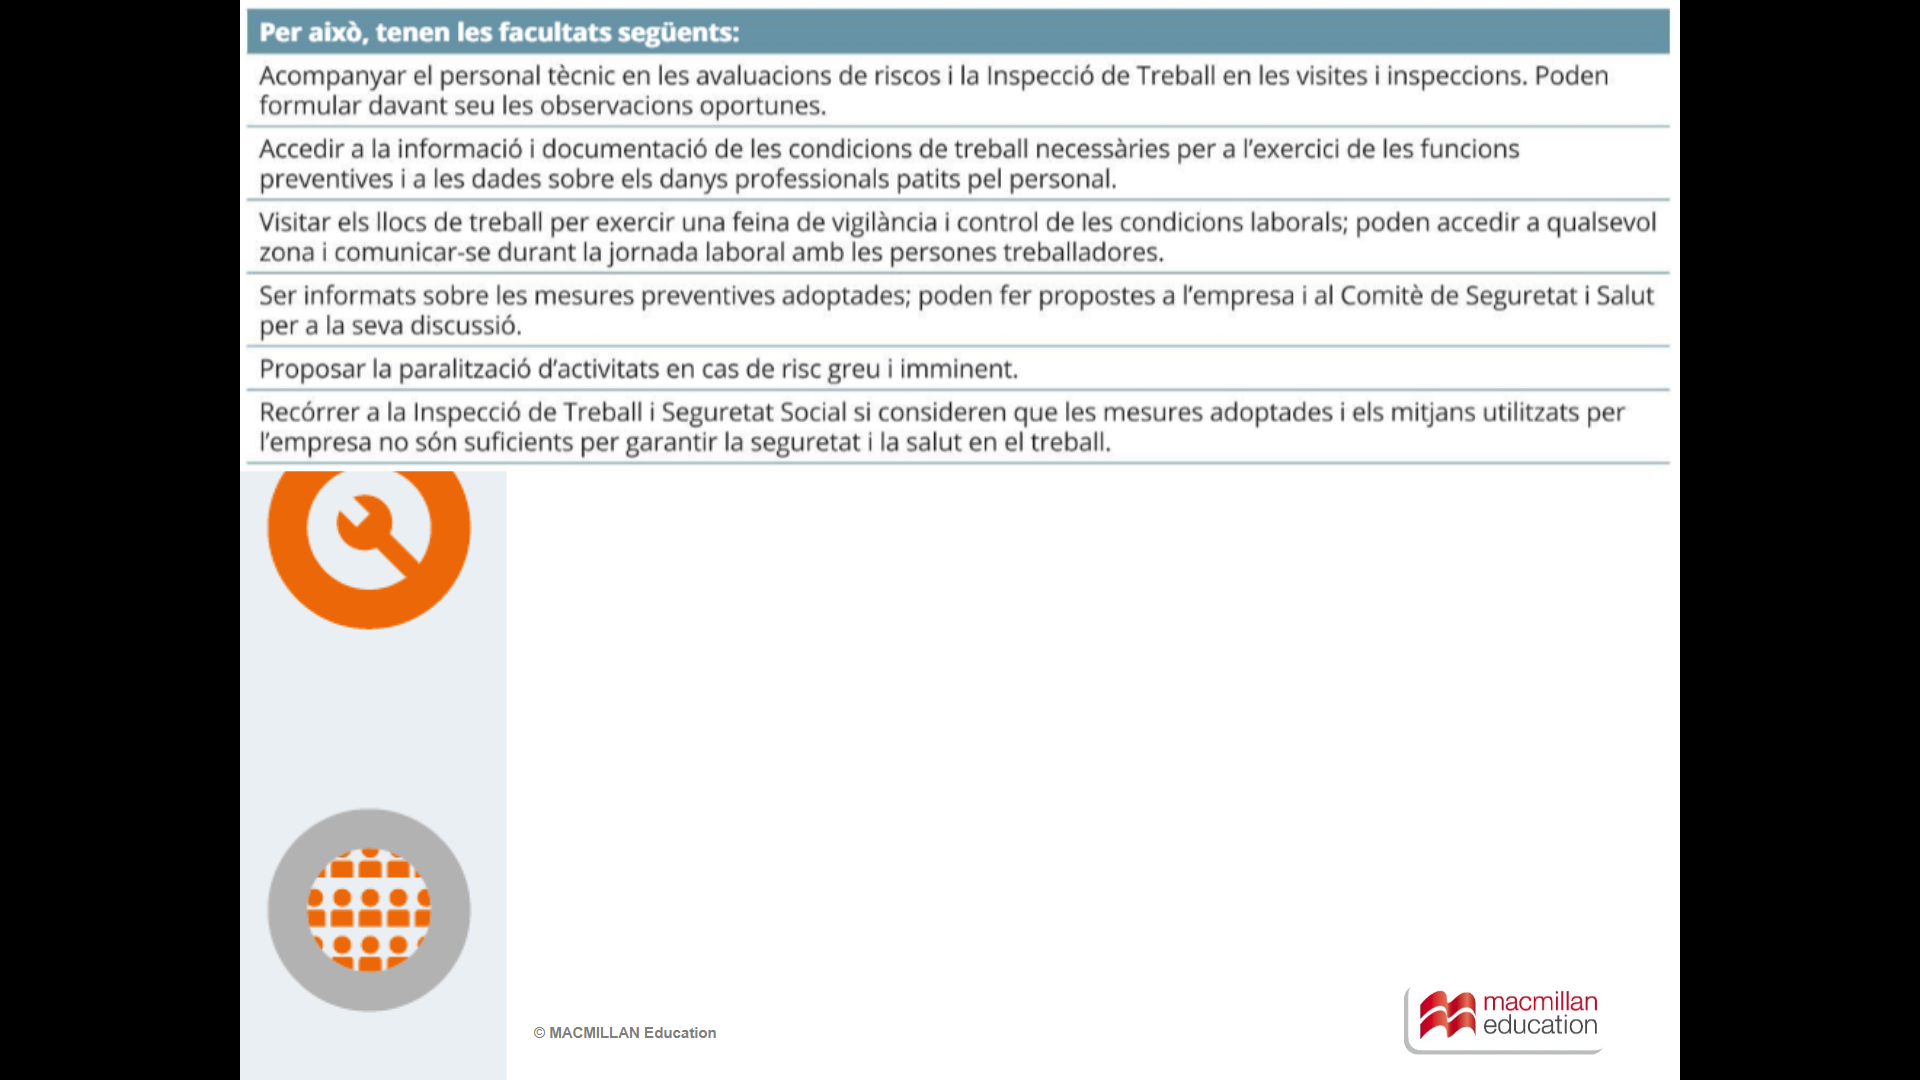 Per això, tenen les facultats següents:
Acompanyar el personal tècnic en les avaluacions de riscos i la Inspecció de Treball en les visites i inspeccions. Poden
formular davant seu les observacions oportunes.
Accedir a la informació i documentació de les condicions de treball necessàries per a l’exercici de les funcions
preventives i a les dades sobre els danys professionals patits pel personal.
Visitar els llocs de treball per exercir una feina de vigilància i control de les condicions laborals; poden accedir a qualsevol
zona i comunicar-se durant la jornada laboral amb les persones treballadores.
Ser informats sobre les mesures preventives adoptades; poden fer propostes a l’empresa i al Comitè de Seguretat i Salut
per a la seva discussió.
Proposar la paralització d’activitats en cas de risc greu i imminent.
Recórrer a la Inspecció de Treball i Seguretat Social si consideren que les mesures adoptades i els mitjans utilitzats per
l’empresa no són suficients per garantir la seguretat i la salut en el treball.
© MACMILLAN Education
macmillan
education